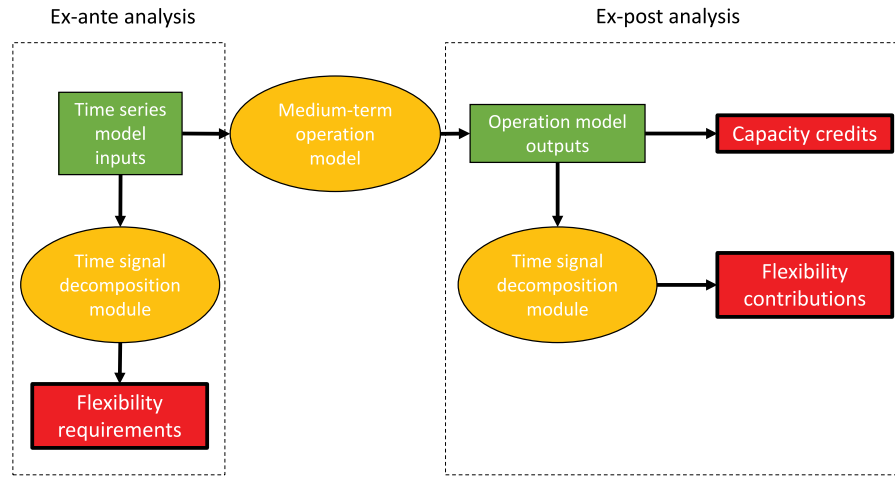 Ex-ante analysis
Ex-post analysis
Time series
model
inputs
Medium-term
operation
model
Operation model
outputs
Capacity credits
Time signal
decomposition
module
Time signal
decomposition
module
Flexibility
contributions
Flexibility
requirements